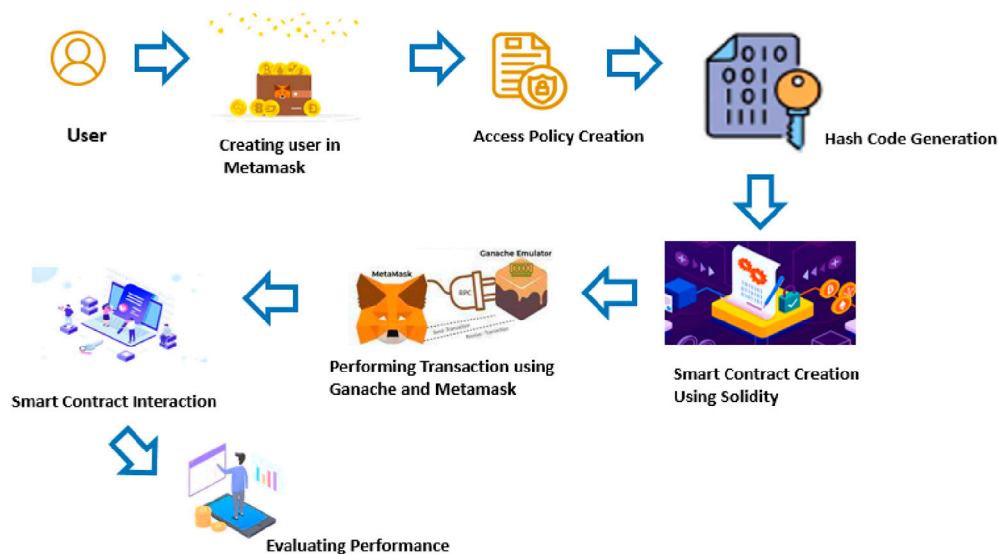 User
Creating user in
Metamask
Access Policy Creation
Hash Code Generation
Ganache Emulator
MetaMask
RPC
Performing Transaction using
Ganache and Metamask
Smart Contract Creation
Using Solidity
Smart Contract Interaction
Evaluating Performance